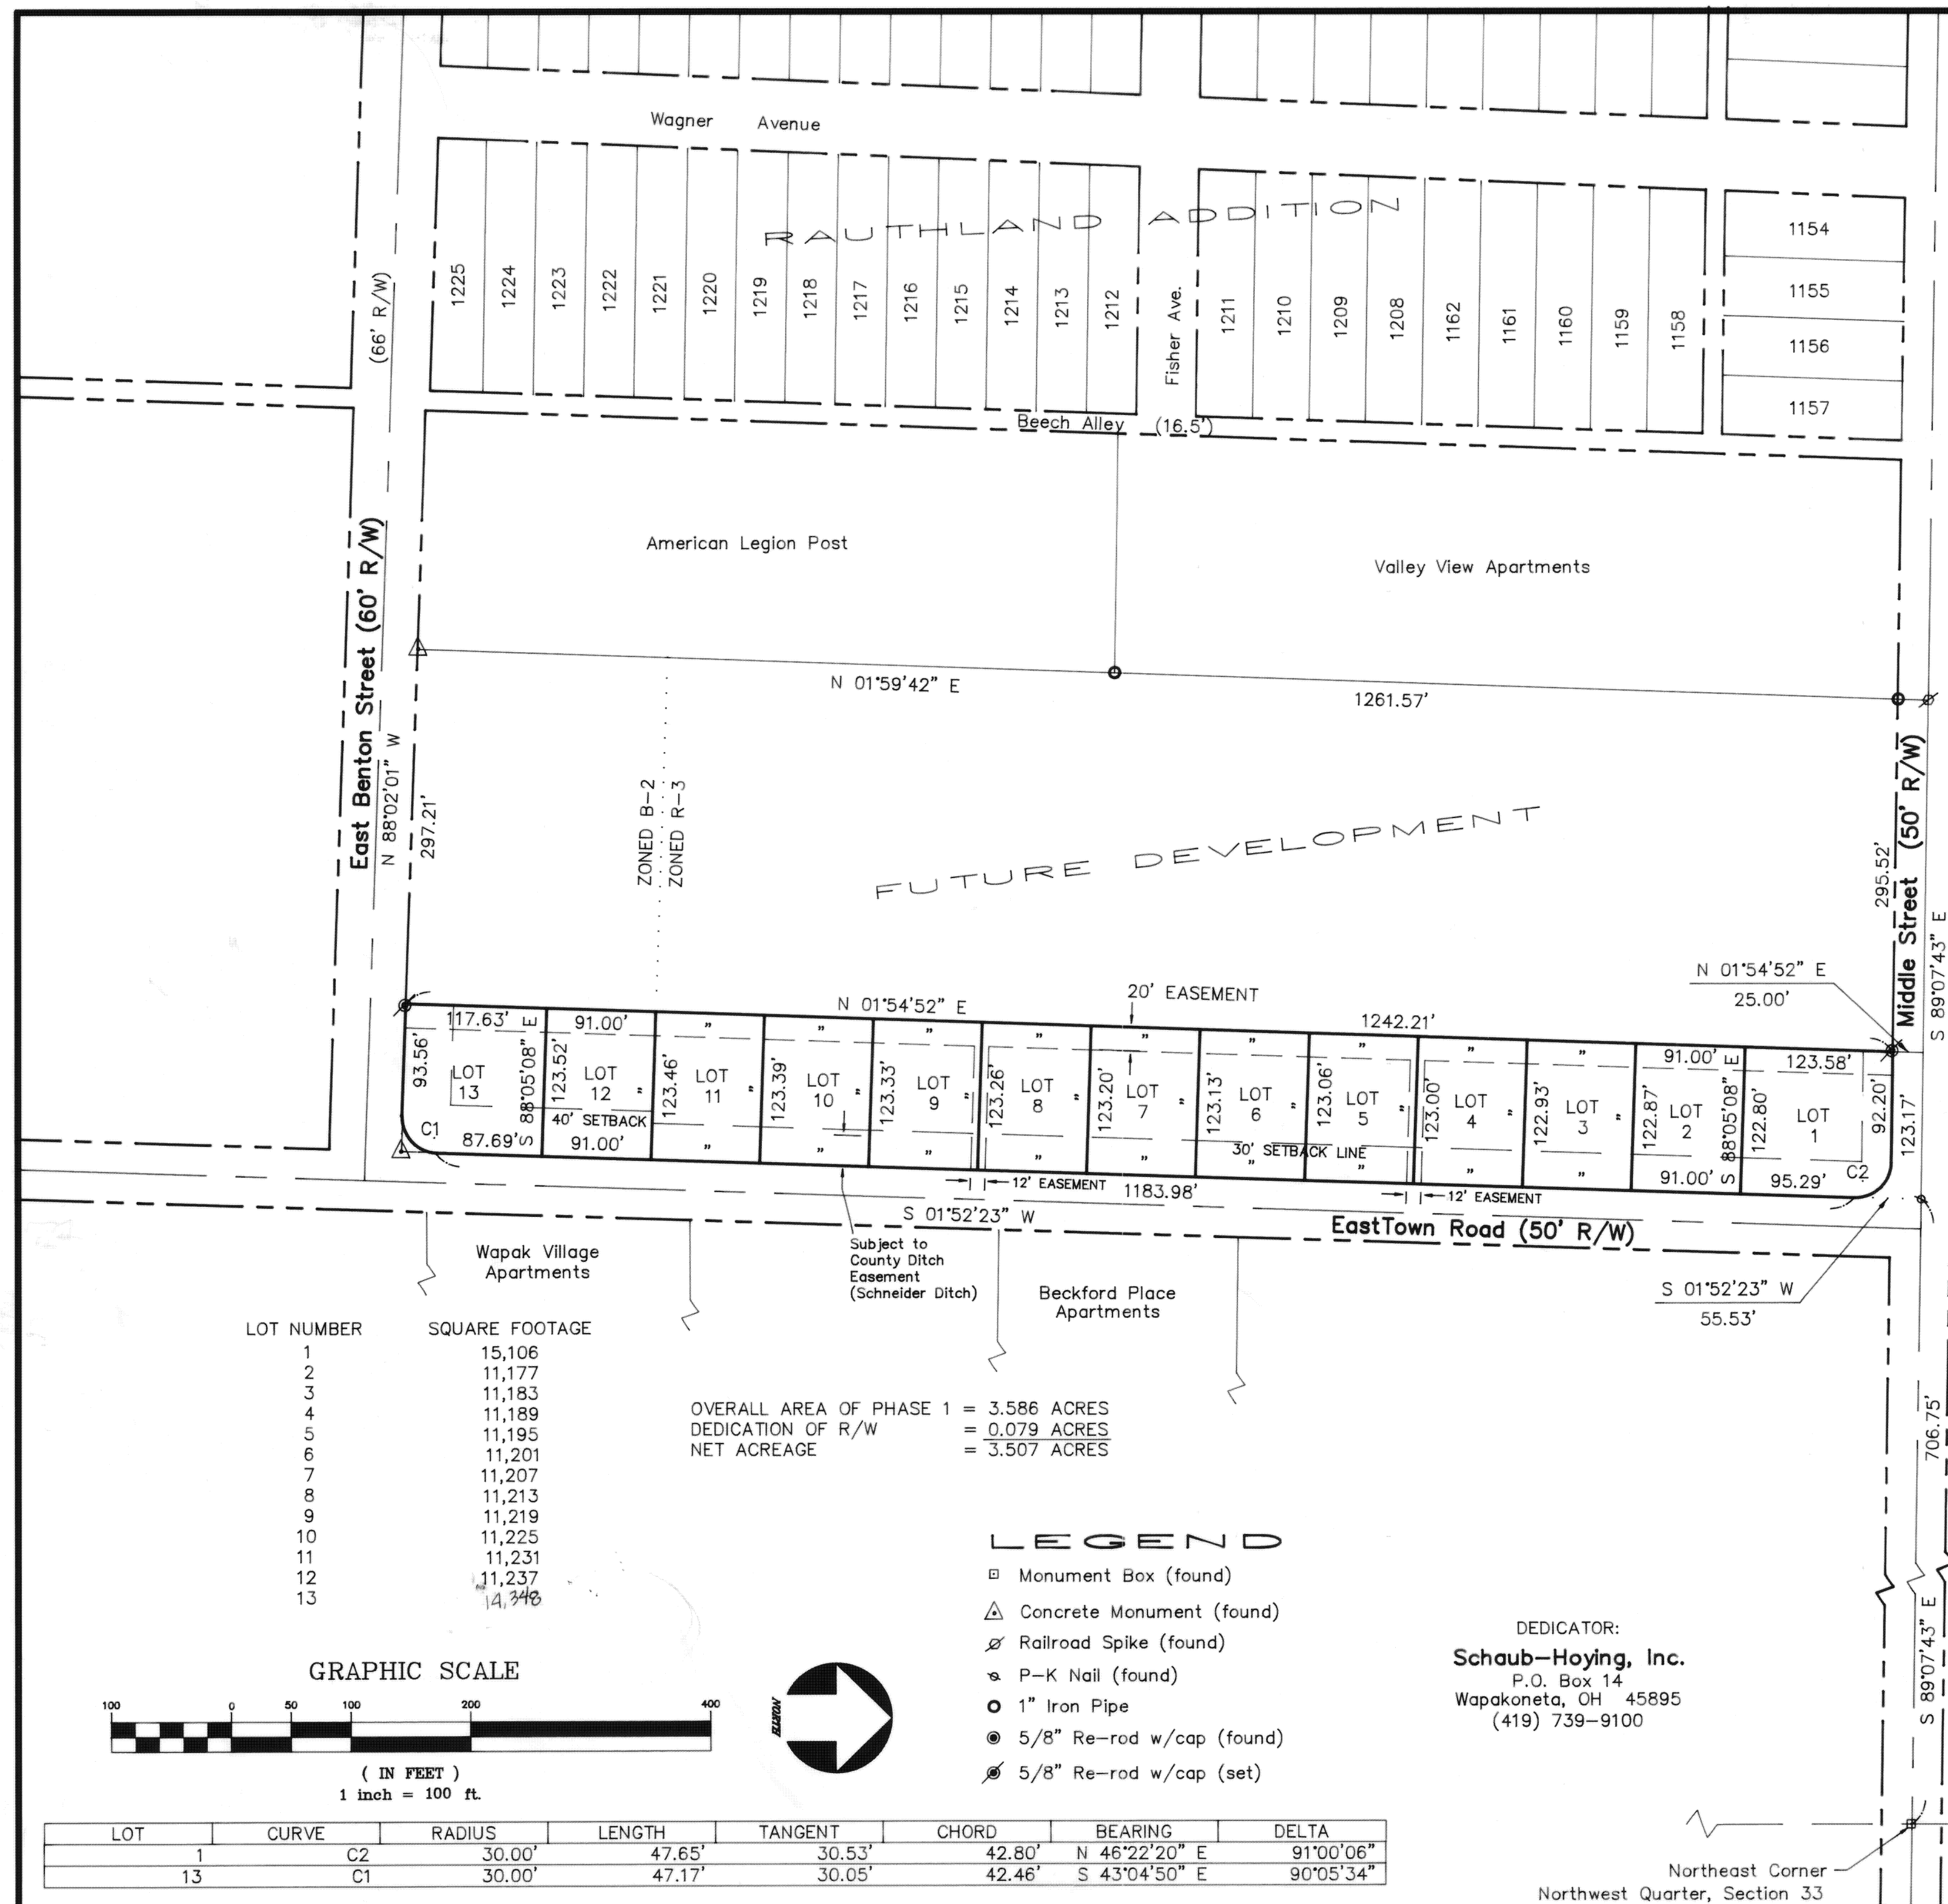 Wagner Avenue
RAUTHLAND ADDITION
1225
1224
1223
1222
1221
1220
1219
1218
1217
1216
1215
1214
1213
1212
Fisher Ave.
1211
1210
1209
1208
1162
1161
1160
1159
1158
1154
1155
1156
1157
(66' R/W)
Beech Alley (16.5')
American Legion Post
Valley View Apartments
East Benton Street (60' R/W)
N 88°02'01" W
297.21'
N 01°59'42" E
1261.57'
ZONED B-2
ZONED R-3
FUTURE DEVELOPMENT
295.52'
Middle Street (50' R/W)
S 89°07'43" E
N 01°54'52" E
25.00'
N 01°54'52" E
20' EASEMENT
1242.21'
117.63'
91.00'
"
"
"
"
"
"
"
"
"
91.00'
123.58'
93.56'
LOT
13
S 88°05'08" E
123.52'
LOT
12
"
123.46'
LOT
11
"
123.39'
LOT
10
"
123.33'
LOT
9
"
123.26'
LOT
8
"
123.20'
LOT
7
"
123.13'
LOT
6
"
123.06'
LOT
5
"
123.00'
LOT
4
"
122.93'
LOT
3
"
122.87'
LOT
2
S 88°05'08" E
122.80'
LOT
1
92.20'
123.17'
C1
87.69'
40' SETBACK
91.00'
"
"
"
"
"
30' SETBACK LINE
"
"
"
"
91.00'
95.29'
C2
12' EASEMENT
1183.98'
12' EASEMENT
S 01°52'23" W
EastTown Road (50' R/W)
Wapak Village
Apartments
Subject to
County Ditch
Easement
(Schneider Ditch)
Beckford Place
Apartments
S 01°52'23" W
55.53'
LOT NUMBER SQUARE FOOTAGE
1 15,106
2 11,177
3 11,183
4 11,189
5 11,195
6 11,201
7 11,207
8 11,213
9 11,219
10 11,225
11 11,231
12 11,237
13 14,348
OVERALL AREA OF PHASE 1 = 3.586 ACRES
DEDICATION OF R/W = 0.079 ACRES
NET ACREAGE = 3.507 ACRES
706.75'
S 89°07'43" E
LEGEND
Monument Box (found)
Concrete Monument (found)
Railroad Spike (found)
P-K Nail (found)
1" Iron Pipe
5/8" Re-rod w/cap (found)
5/8" Re-rod w/cap (set)
DEDICATOR:
Schaub-Hoying, Inc.
P.O. Box 14
Wapakoneta, OH 45895
(419) 739-9100
GRAPHIC SCALE
100 0 50 100 200 400
( IN FEET )
1 inch = 100 ft.
NORTH
LOT CURVE RADIUS LENGTH TANGENT CHORD BEARING DELTA
1 C2 30.00' 47.65' 30.53' 42.80' N 46°22'20" E 91°00'06"
13 C1 30.00' 47.17' 30.05' 42.46' S 43°04'50" E 90°05'34"
Northeast Corner
Northwest Quarter, Section 33